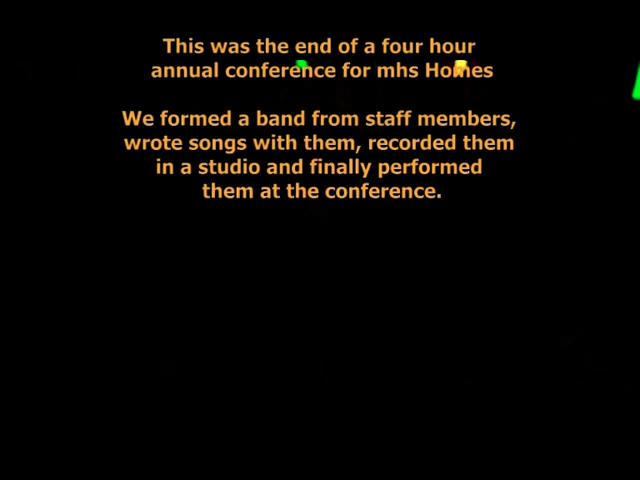 This was the end of a four hour
annual conference for mhs Homes
We formed a band from staff members,
wrote songs with them, recorded them
in a studio and finally performed
them at the conference.